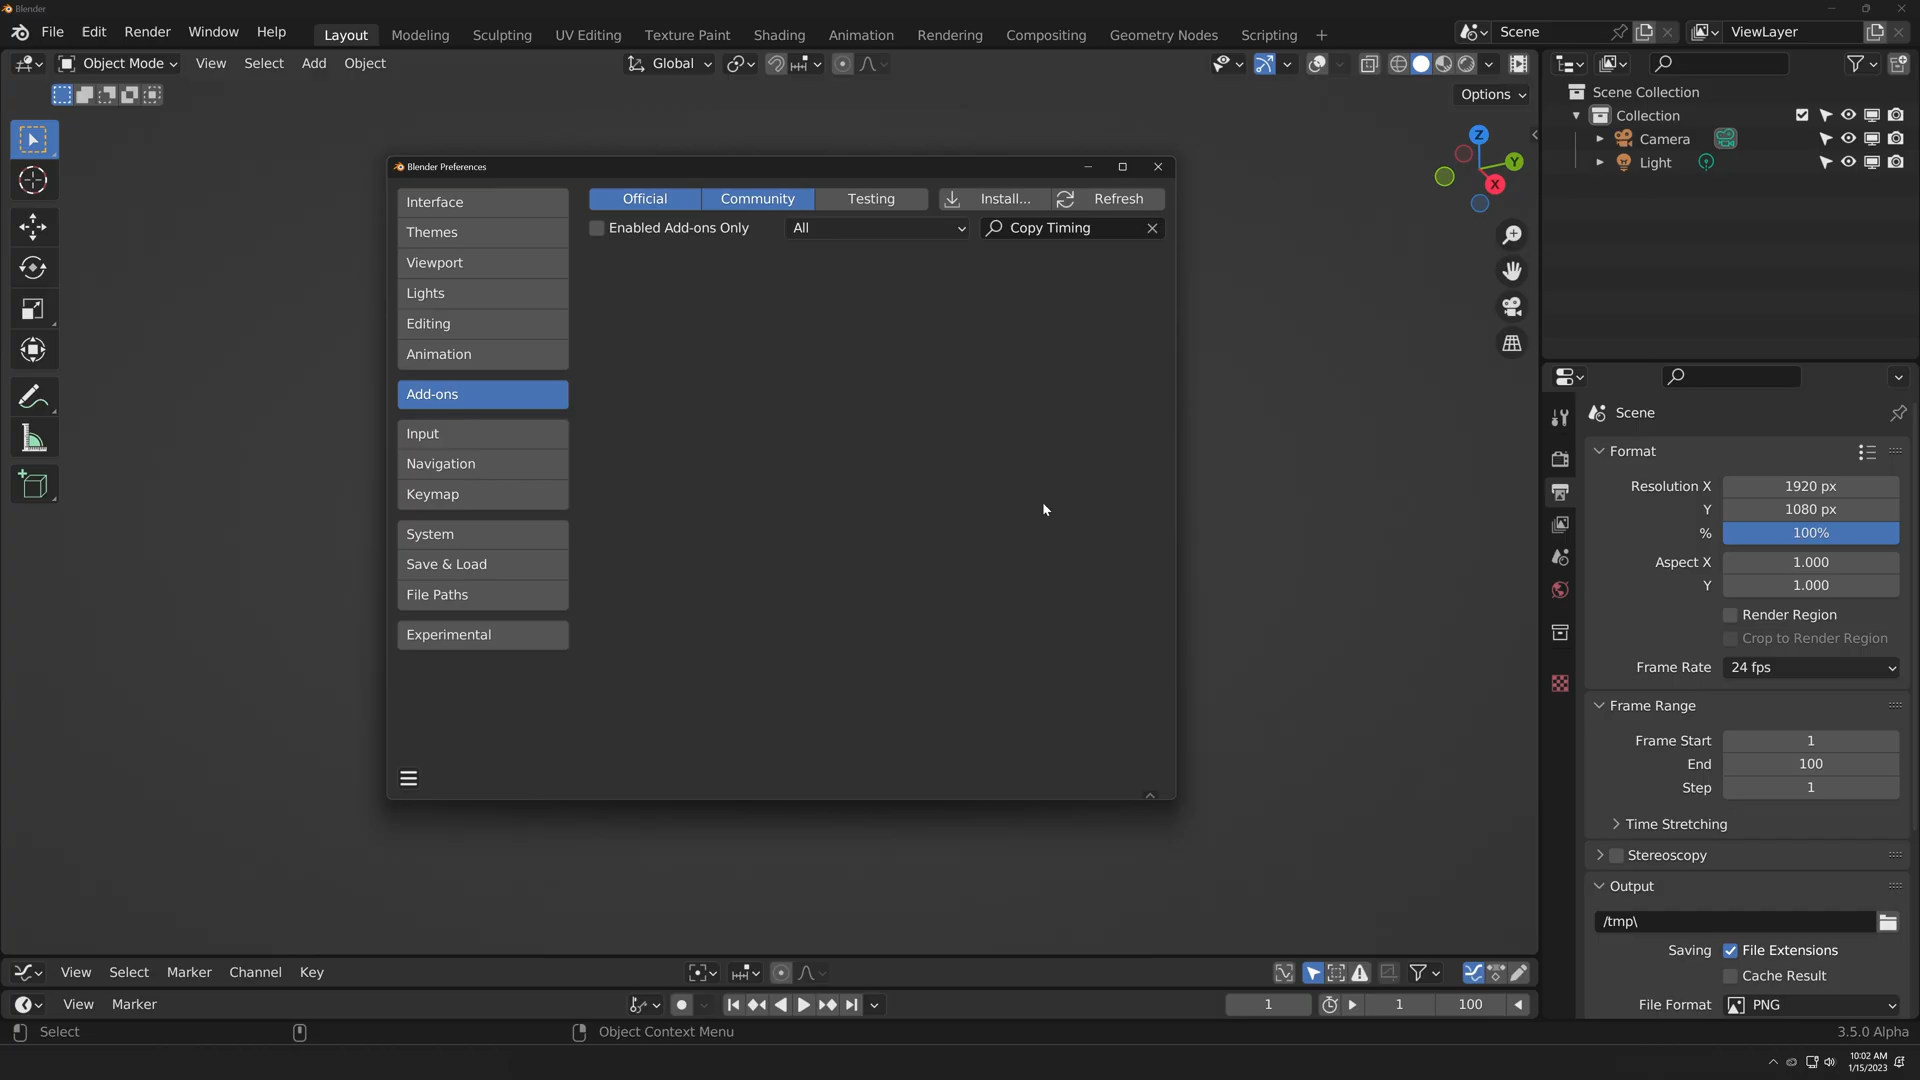 Blender
File Edit Render Window Help Layout Modeling Sculpting UV Editing Texture Paint Shading Animation Rendering Compositing Geometry Nodes Scripting + Scene ViewLayer
Object Mode View Select Add Object Global
Options
Scene Collection
Collection
Camera
Light
Z
Y
X
Blender Preferences
Interface
Themes
Viewport
Lights
Editing
Animation
Add-ons
Input
Navigation
Keymap
System
Save & Load
File Paths
Experimental
Official Community Testing Install... Refresh
Enabled Add-ons Only All Copy Timing
Scene
Format
Resolution X 1920 px
Y 1080 px
% 100%
Aspect X 1.000
Y 1.000
Render Region
Crop to Render Region
Frame Rate 24 fps
Frame Range
Frame Start 1
End 100
Step 1
Time Stretching
Stereoscopy
Output
/tmp\
Saving File Extensions
Cache Result
File Format PNG
View Select Marker Channel Key
View Marker 1 1 100
Select Object Context Menu 3.5.0 Alpha
10:02 AM
1/15/2023